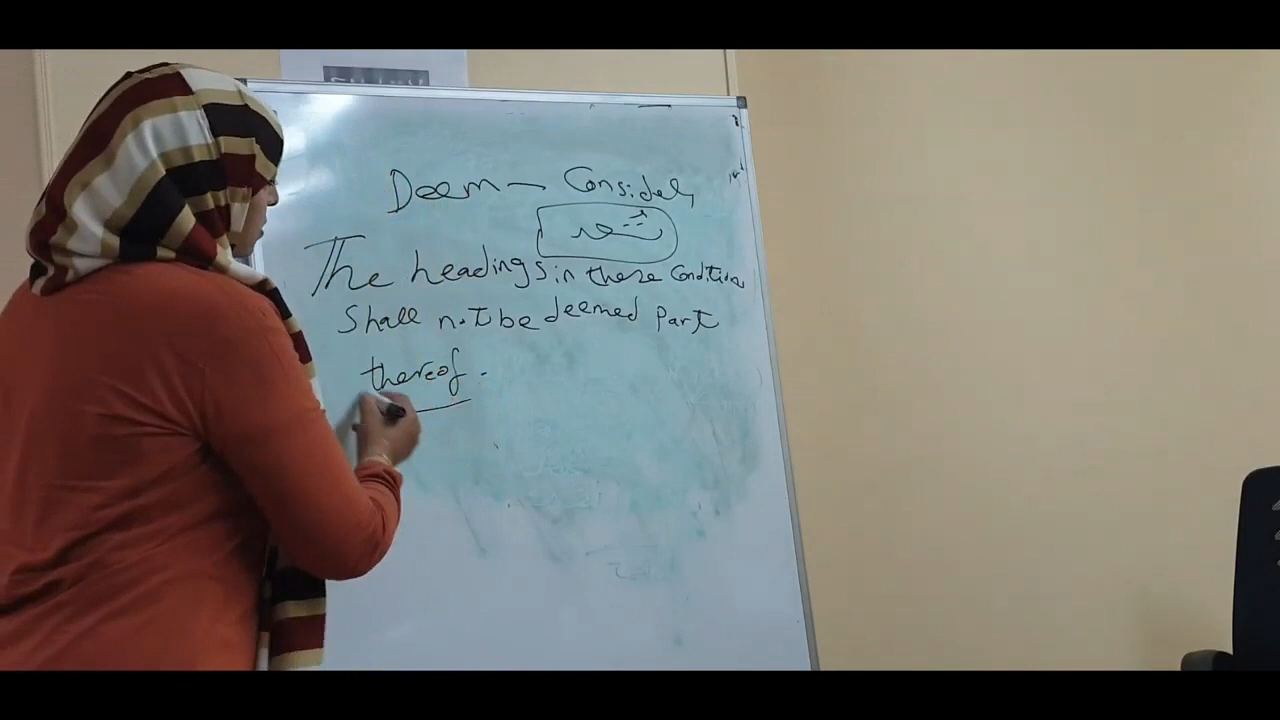 Deem — Consider,
The headings in these Conditions
Shall not be deemed Part
thereof.